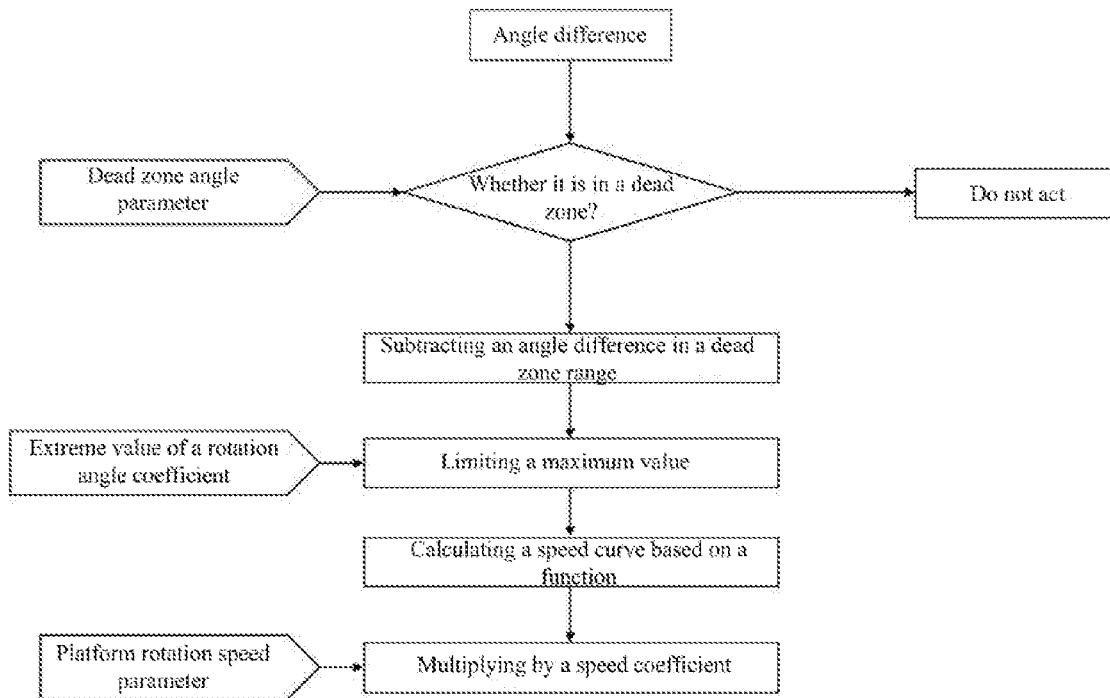 Angle difference
Dead zone angle
parameter
Whether it is in a dead
zone?
Do not act
Subtracting an angle difference in a dead
zone range
Extreme value of a rotation
angle coefficient
Limiting a maximum value
Calculating a speed curve based on a
function
Platform rotation speed
parameter
Multiplying by a speed coefficient